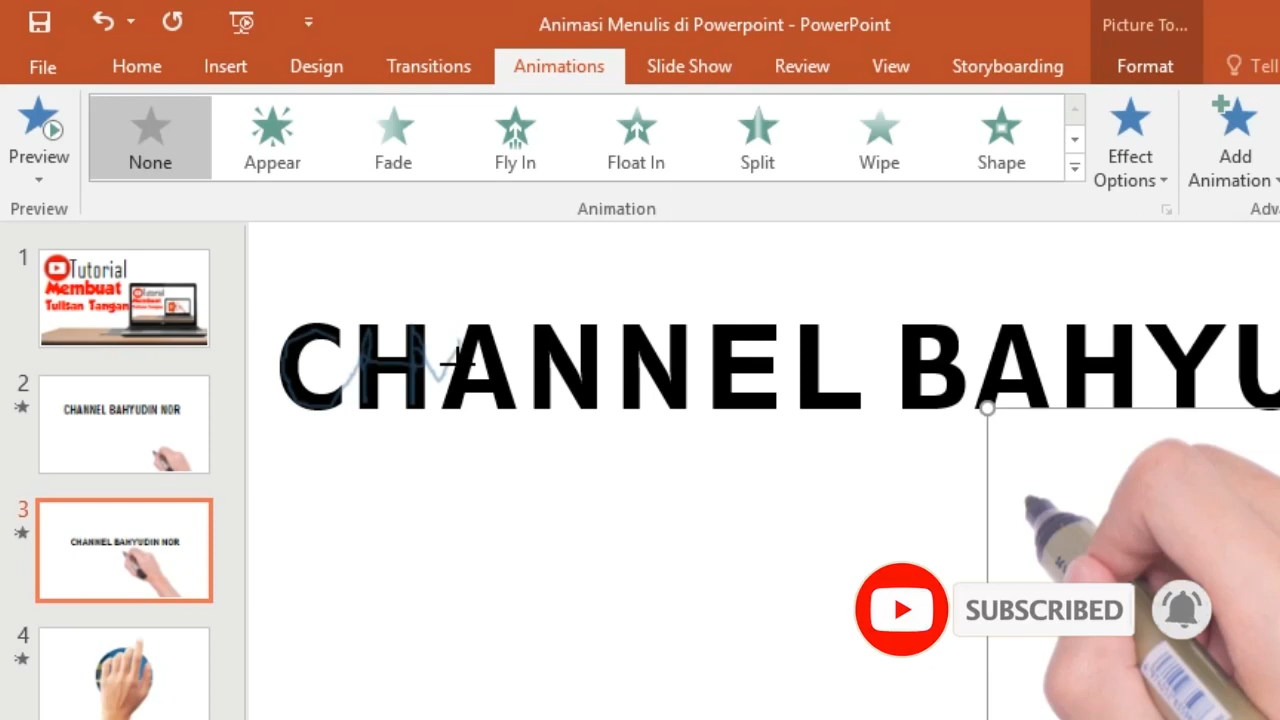 Animasi Menulis di Powerpoint - PowerPoint
Picture To...
File Home Insert Design Transitions Animations Slide Show Review View Storyboarding Format Tell
Preview
None Appear Fade Fly In Float In Split Wipe Shape
Effect
Options
Add
Animation
Preview
Animation
Adv
1
Tutorial
Membuat
Tulisan Tangan
2
CHANNEL BAHYUDIN NOR
3
CHANNEL BAHYUDIN NOR
4
CHANNEL BAHYU
SUBSCRIBED